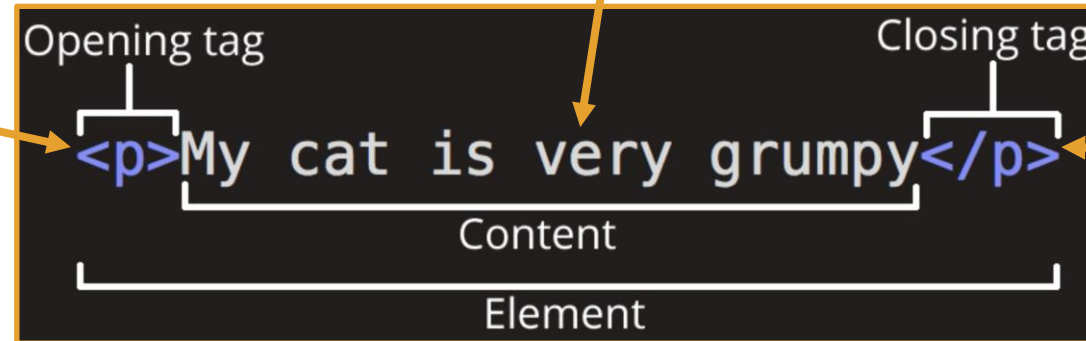 Opening tag
Closing tag
<p>My cat is very grumpy</p>
Content
Element